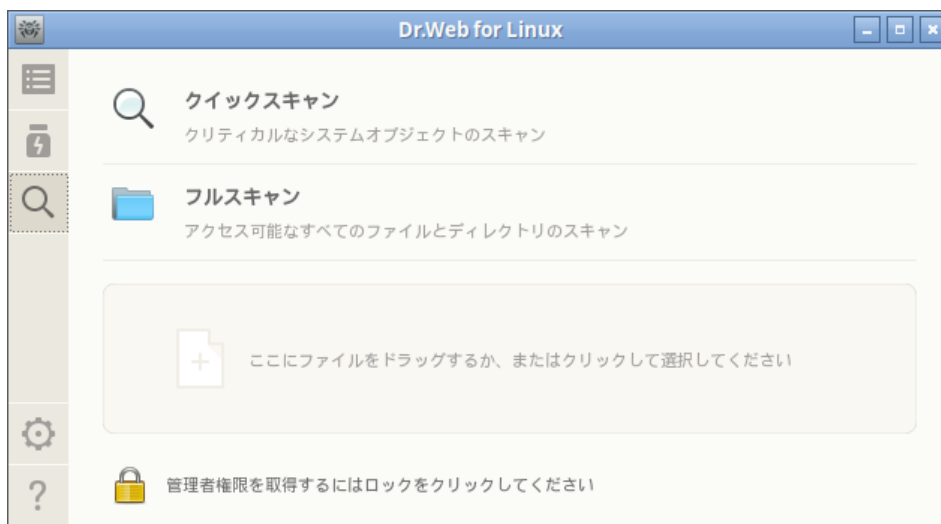 Dr.Web for Linux
クイックスキャン
クリティカルなシステムオブジェクトのスキャン
フルスキャン
アクセス可能なすべてのファイルとディレクトリのスキャン
ここにファイルをドラッグするか、またはクリックして選択してください
管理者権限を取得するにはロックをクリックしてください